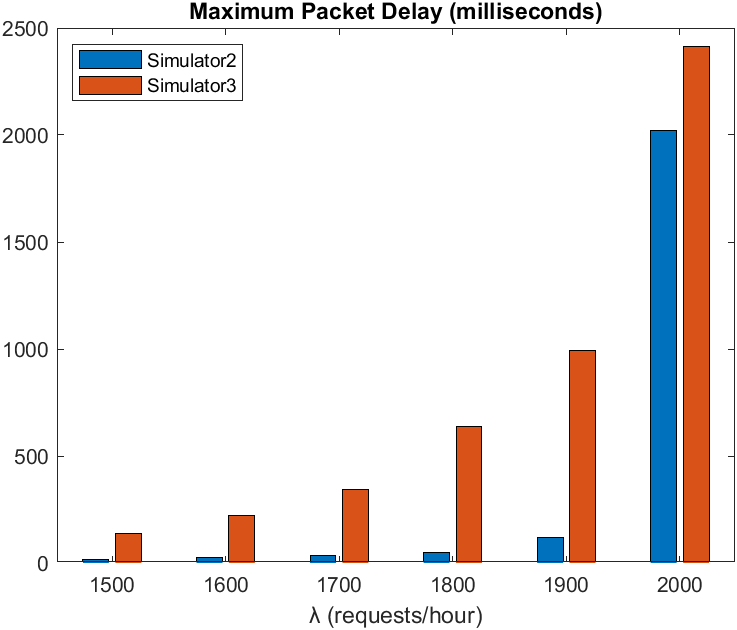 Maximum Packet Delay (milliseconds)
2500
2000
1500
1000
500
0
Simulator2
Simulator3
1500 1600 1700 1800 1900 2000
λ (requests/hour)